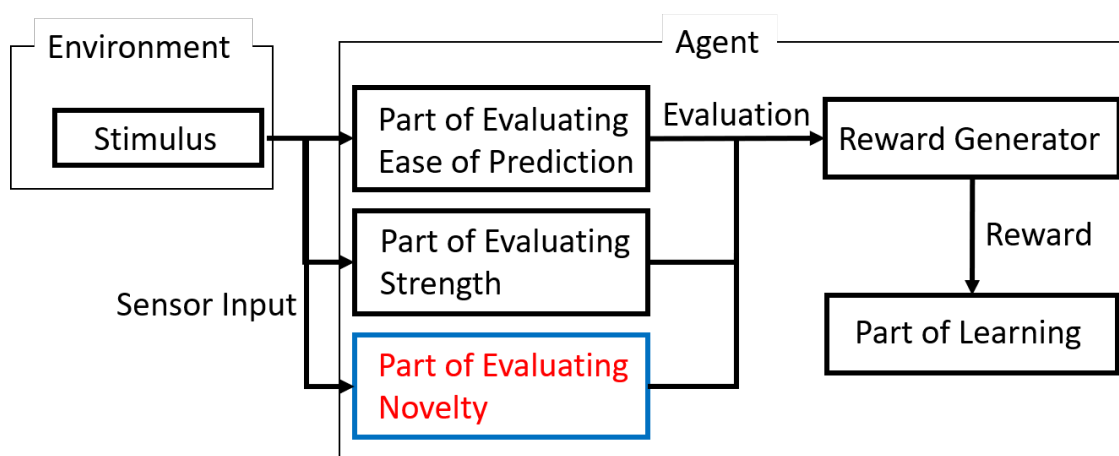 Environment
Agent
Stimulus
Part of Evaluating
Ease of Prediction
Evaluation
Reward Generator
Part of Evaluating
Strength
Reward
Sensor Input
Part of Learning
Part of Evaluating
Novelty